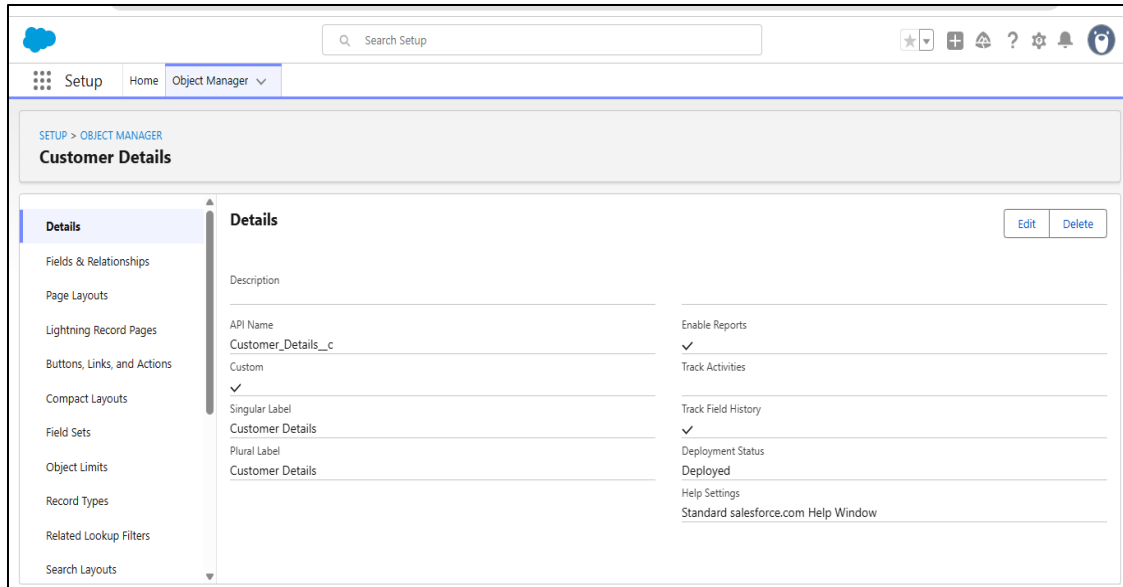 Search Setup
Setup Home Object Manager
SETUP > OBJECT MANAGER
Customer Details
Details
Fields & Relationships
Page Layouts
Lightning Record Pages
Buttons, Links, and Actions
Compact Layouts
Field Sets
Object Limits
Record Types
Related Lookup Filters
Search Layouts
Details
Edit Delete
Description
API Name
Customer_Details__c
Custom
Singular Label
Customer Details
Plural Label
Customer Details
Enable Reports
Track Activities
Track Field History
Deployment Status
Deployed
Help Settings
Standard salesforce.com Help Window